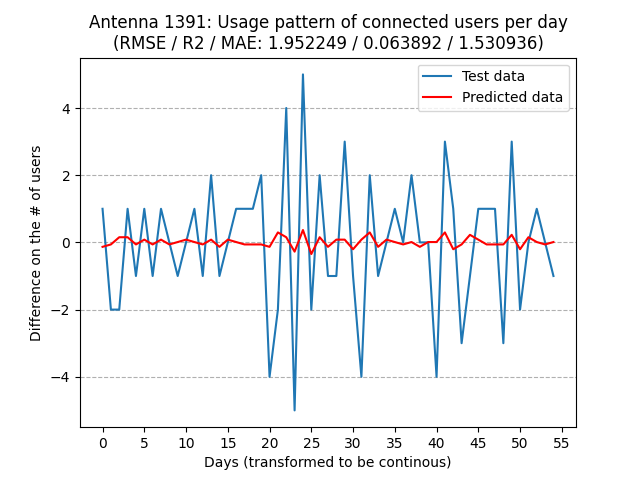 Antenna 1391: Usage pattern of connected users per day
(RMSE / R2 / MAE: 1.952249 / 0.063892 / 1.530936)
Test data
Predicted data
Difference on the # of users
4
2
0
−2
−4
0 5 10 15 20 25 30 35 40 45 50 55
Days (transformed to be continous)